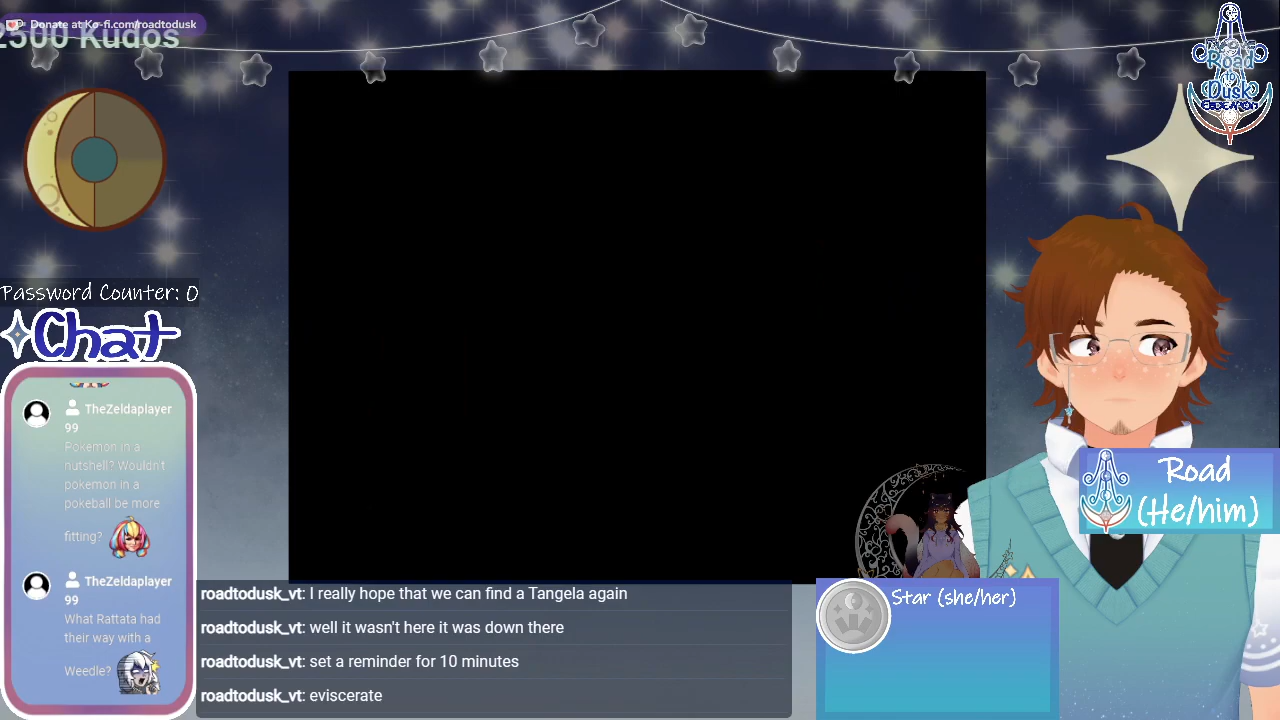 Donate at Ko-fi.com/roadtodusk
2500 Kudos
Road
to
Dusk
Password Counter: 0
Chat
TheZeldaplayer
99
Pokemon in a
nutshell? Wouldn't
pokemon in a
pokeball be more
fitting?
TheZeldaplayer
99
What Rattata had
their way with a
Weedle?
roadtodusk_vt: I really hope that we can find a Tangela again
roadtodusk_vt: well it wasn't here it was down there
roadtodusk_vt: set a reminder for 10 minutes
roadtodusk_vt: eviscerate
Star (she/her)
Road
(He/him)